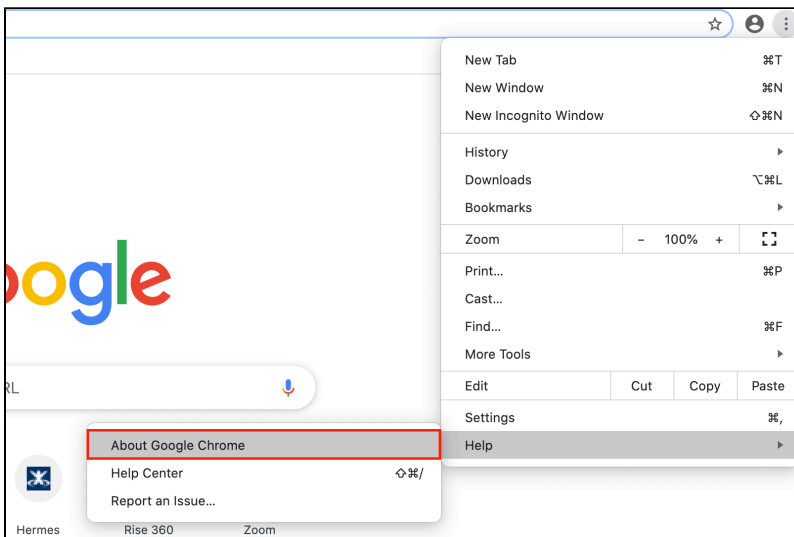 New Tab ⌘T
New Window ⌘N
New Incognito Window ⇧⌘N
History
Downloads ⌥⌘L
Bookmarks
Zoom - 100% +
Print... ⌘P
Cast...
Find... ⌘F
More Tools
Edit Cut Copy Paste
Settings ⌘,
Help
oogle
RL
About Google Chrome
Help Center ⇧⌘/
Report an Issue...
Hermes Rise 360 Zoom